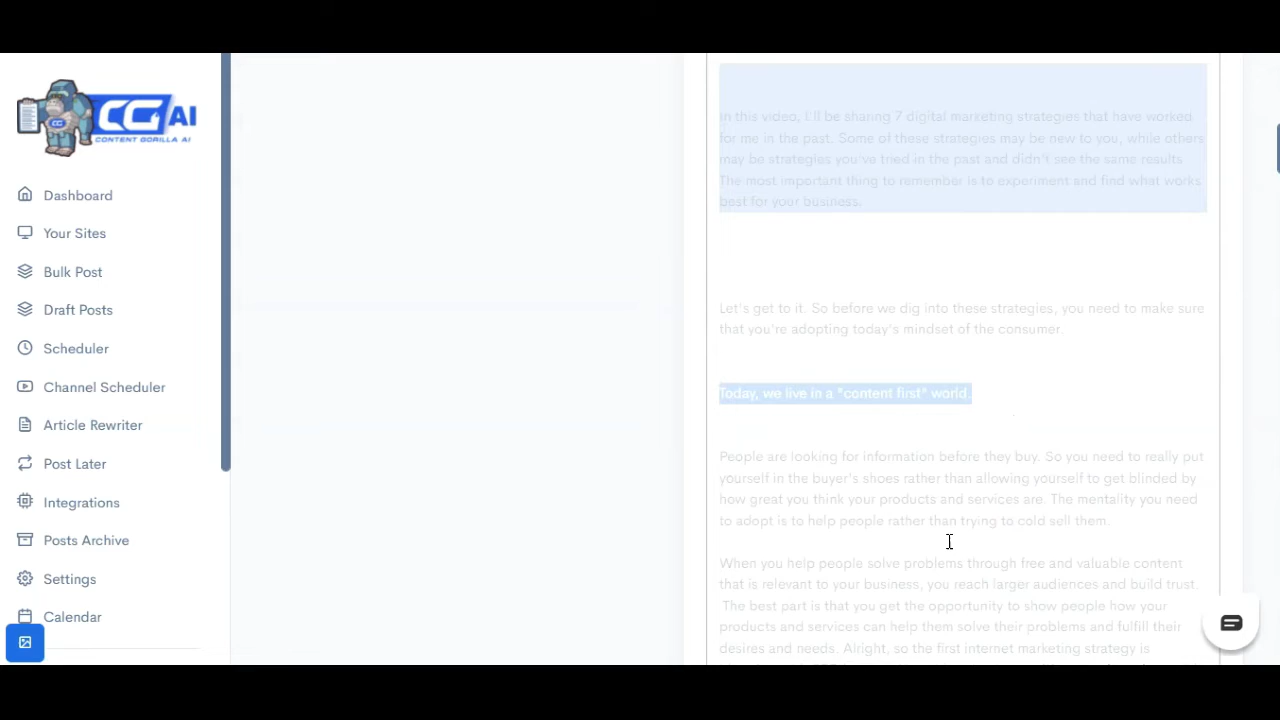 CG AI
CONTENT GORILLA AI
Dashboard
Your Sites
Bulk Post
Draft Posts
Scheduler
Channel Scheduler
Article Rewriter
Post Later
Integrations
Posts Archive
Settings
Calendar
In this video, I'll be sharing 7 digital marketing strategies that have worked
for me in the past. Some of these strategies may be new to you, while others
may be strategies you've tried in the past and didn't see the same results.
The most important thing to remember is to experiment and find what works
best for your business.
Let's get to it. So before we dig into these strategies, you need to make sure
that you're adopting today's mindset of the consumer.
Today, we live in a "content first" world.
People are looking for information before they buy. So you need to really put
yourself in the buyer's shoes rather than allowing yourself to get blinded by
how great you think your products and services are. The mentality you need
to adopt is to help people rather than trying to cold sell them.
When you help people solve problems through free and valuable content
that is relevant to your business, you reach larger audiences and build trust.
The best part is that you get the opportunity to show people how your
products and services can help them solve their problems and fulfill their
desires and needs. Alright, so the first internet marketing strategy is